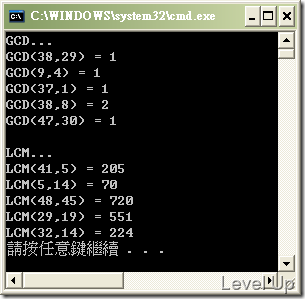 C:\WINDOWS\system32\cmd.exe
GCD...
GCD(38,29) = 1
GCD(9,4) = 1
GCD(37,1) = 1
GCD(38,8) = 2
GCD(47,30) = 1
LCM...
LCM(41,5) = 205
LCM(5,14) = 70
LCM(48,45) = 720
LCM(29,19) = 551
LCM(32,14) = 224
請按任意鍵繼續 . . .
Level Up